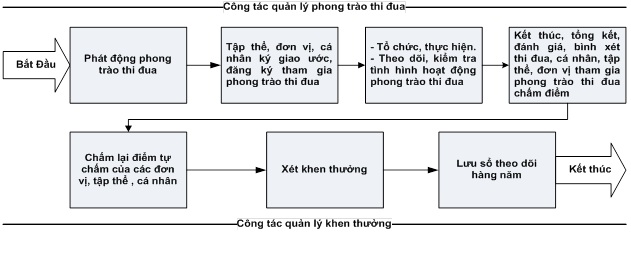 Công tác quản lý phong trào thi đua
Bắt Đầu
Phát động phong
trào thi đua
Tập thể, đơn vị, cá
nhân ký giao ước,
đăng ký tham gia
phong trào thi đua
- Tổ chức, thực hiện.
- Theo dõi, kiểm tra
tình hình hoạt động
phong trào thi đua
Kết thúc, tổng kết,
đánh giá, bình xét
thi đua, cá nhân, tập
thể, đơn vị tham gia
phong trào thi đua
chấm điểm
Chấm lại điểm tự
chấm của các đơn
vị, tập thể , cá nhân
Xét khen thưởng
Lưu sổ theo dõi
hàng năm
Kết thúc
Công tác quản lý khen thưởng